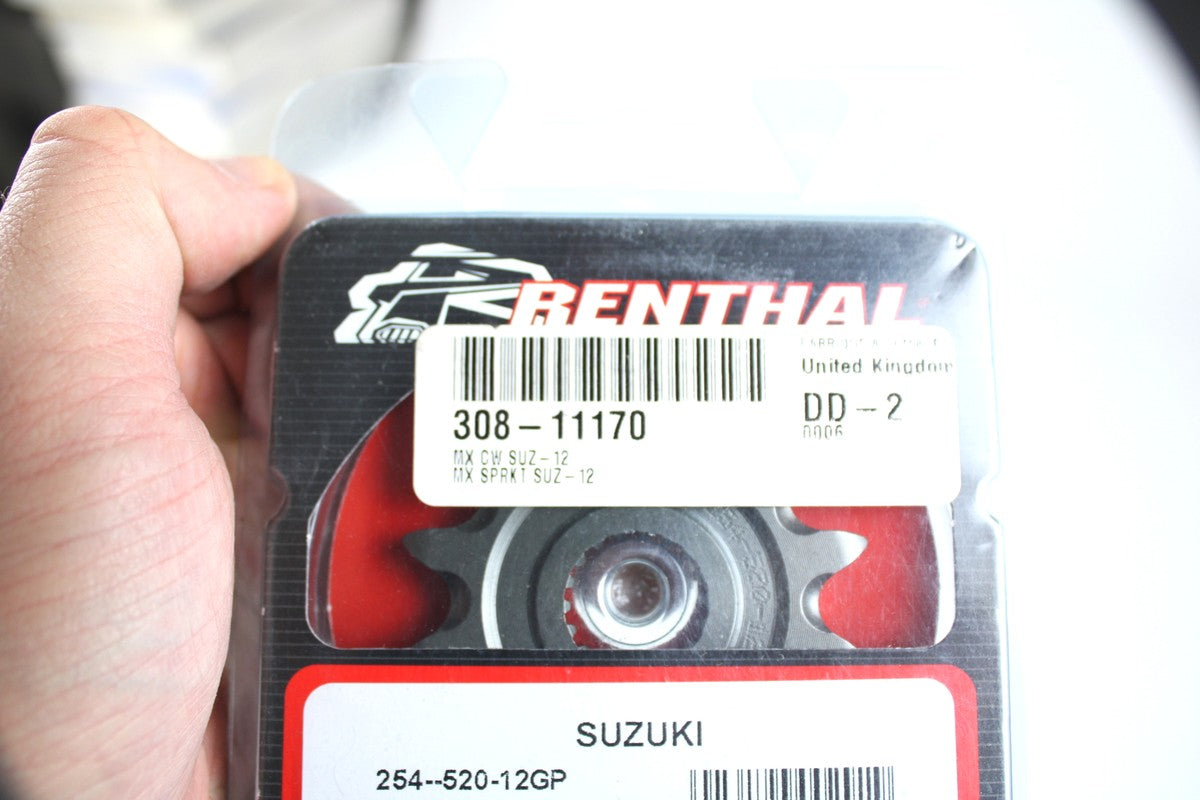 RENTHAL
United Kingdom
308-11170
DD-2
0006
MX CW SUZ-12
MX SPRKT SUZ-12
SUZUKI
254--520-12GP